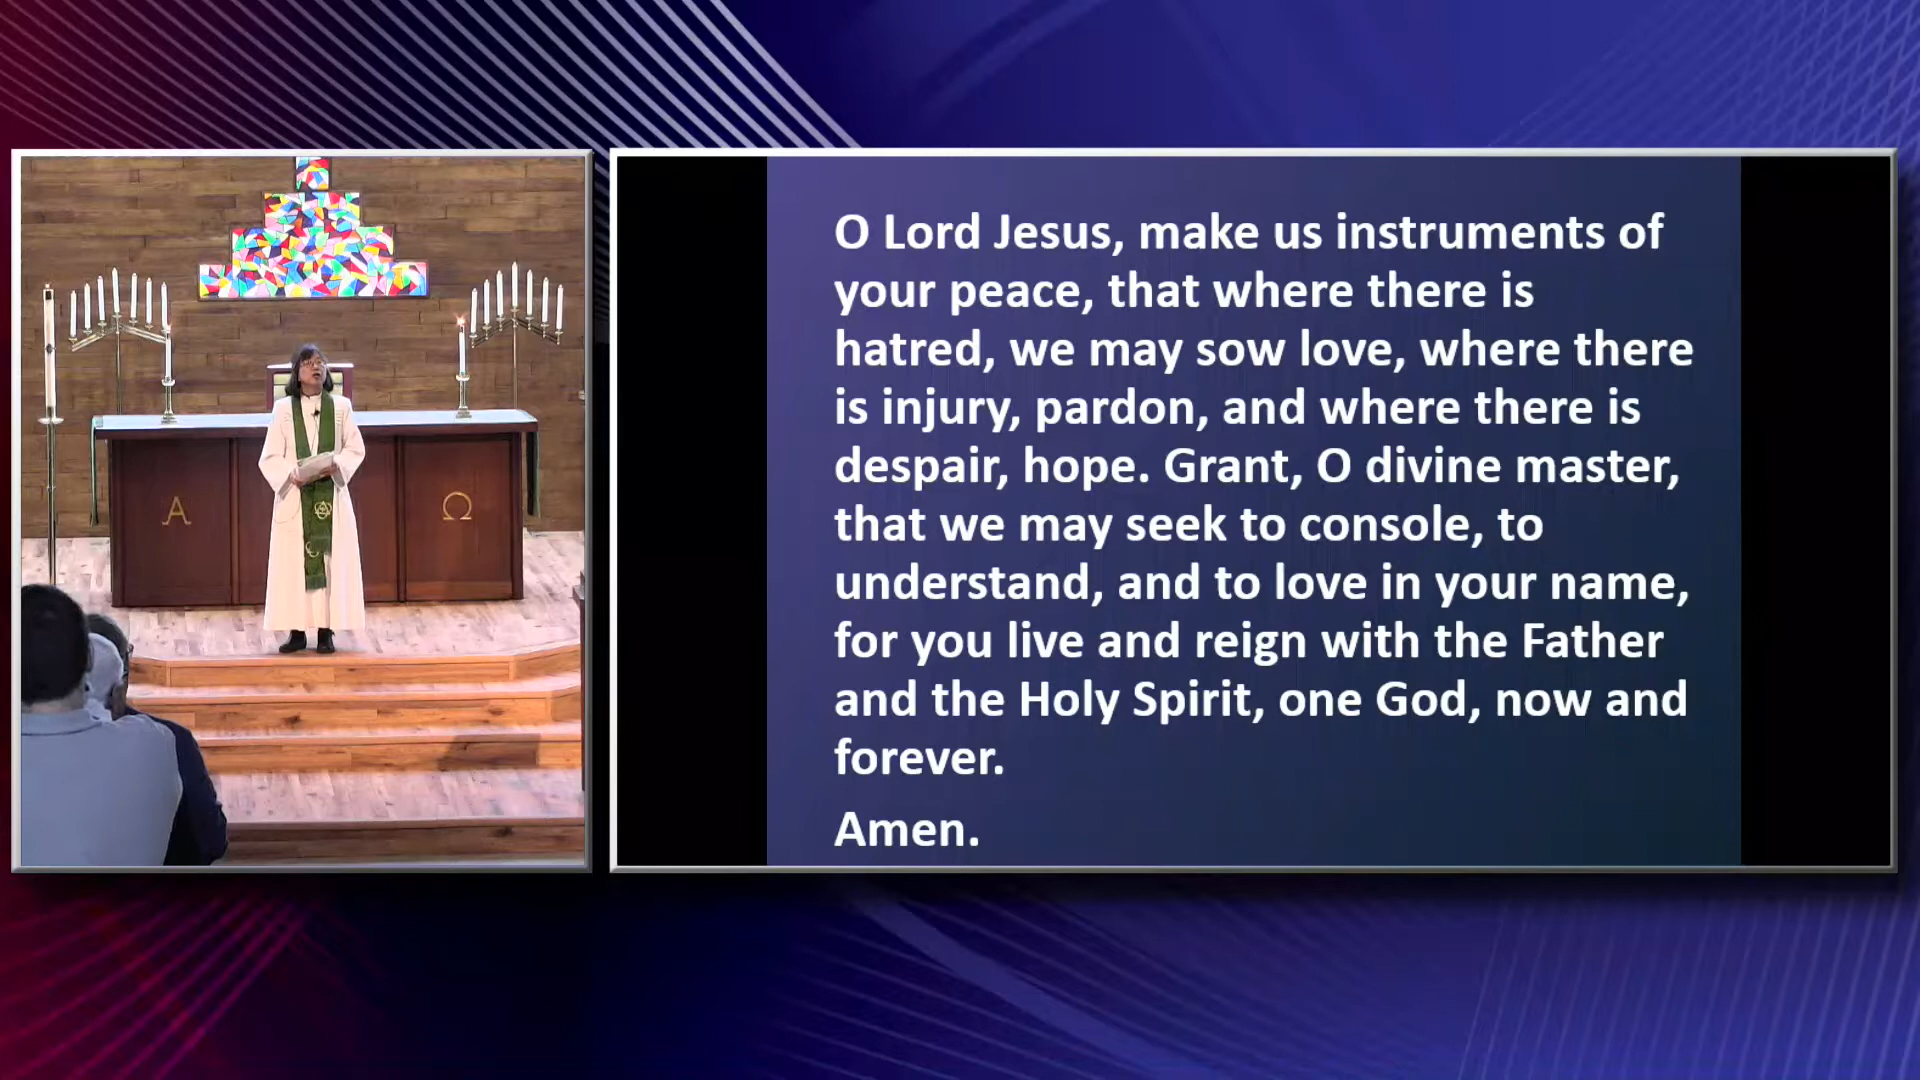 O Lord Jesus, make us instruments of
your peace, that where there is
hatred, we may sow love, where there
is injury, pardon, and where there is
despair, hope. Grant, O divine master,
that we may seek to console, to
understand, and to love in your name,
for you live and reign with the Father
and the Holy Spirit, one God, now and
forever.
Amen.
Α
Ω